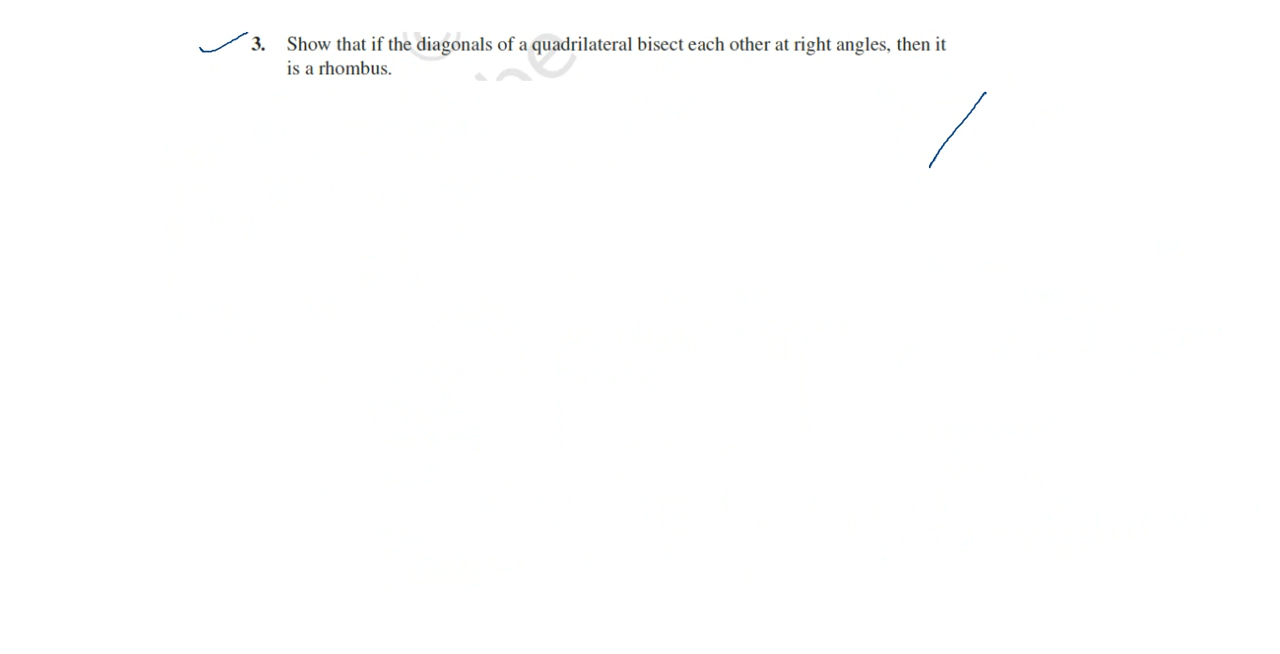 3. Show that if the diagonals of a quadrilateral bisect each other at right angles, then it
is a rhombus.